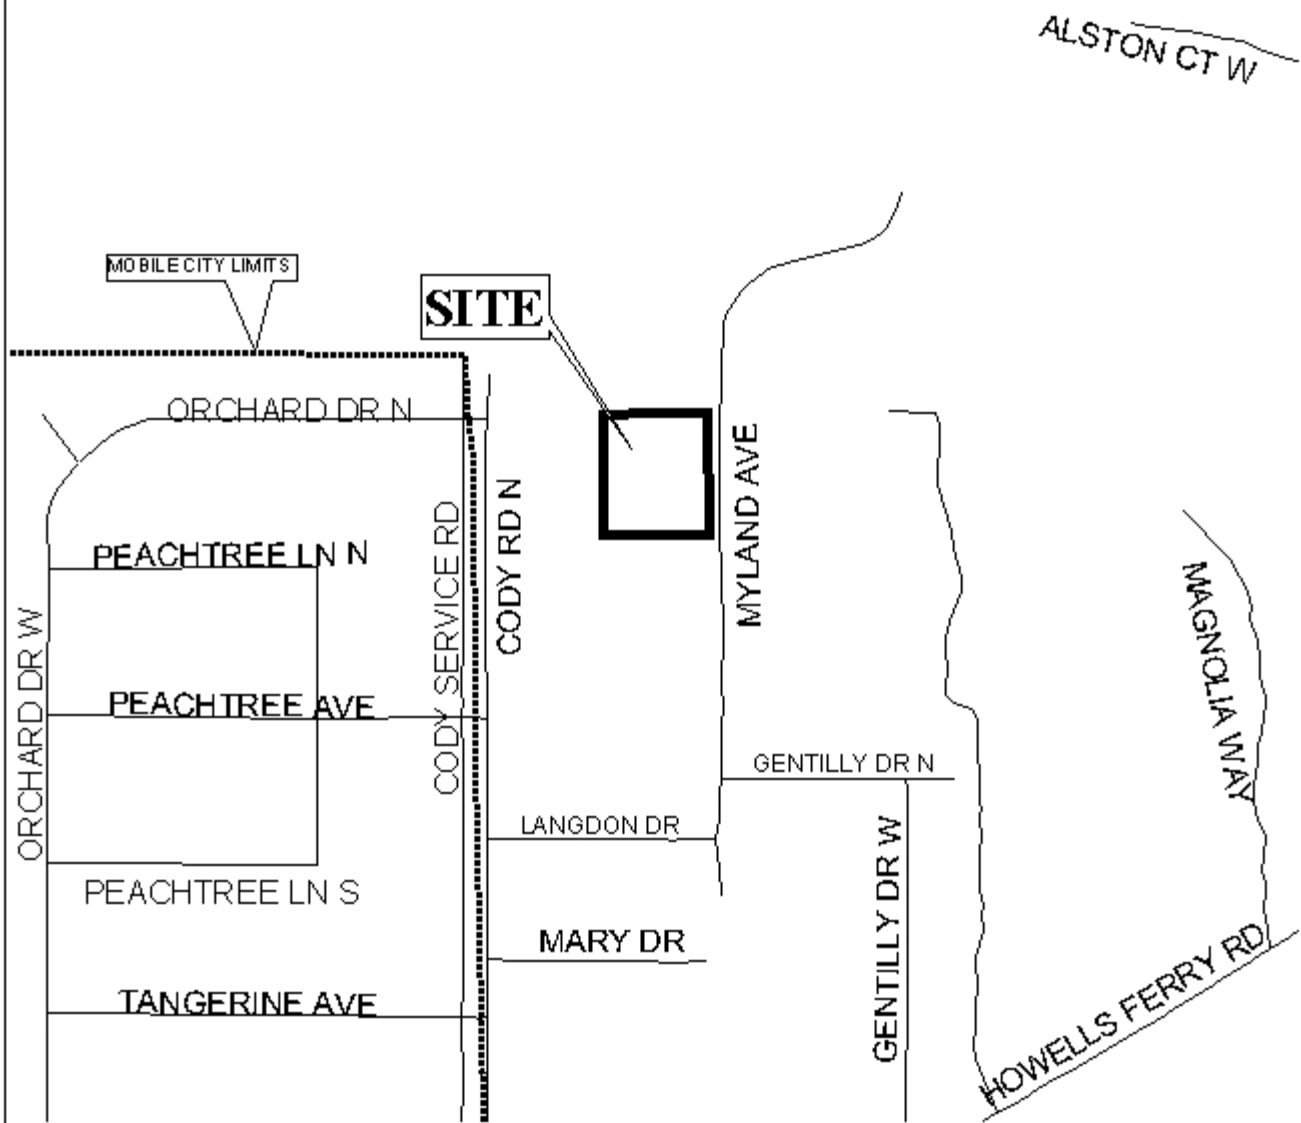 ALSTON CT W
MOBILE CITY LIMITS
SITE
ORCHARD DR N
MYLAND AVE
CODY RD N
CODY SERVICE RD
PEACHTREE LN N
MAGNOLIA WAY
ORCHARD DR W
PEACHTREE AVE
GENTILLY DR N
LANGDON DR
GENTILLY DR W
PEACHTREE LN S
MARY DR
HOWELLS FERRY RD
TANGERINE AVE